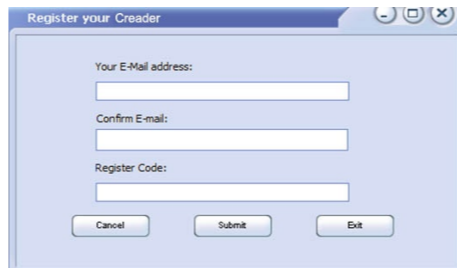 Register your Creader
Your E-Mail address:
Confirm E-mail:
Register Code:
Cancel Submit Exit